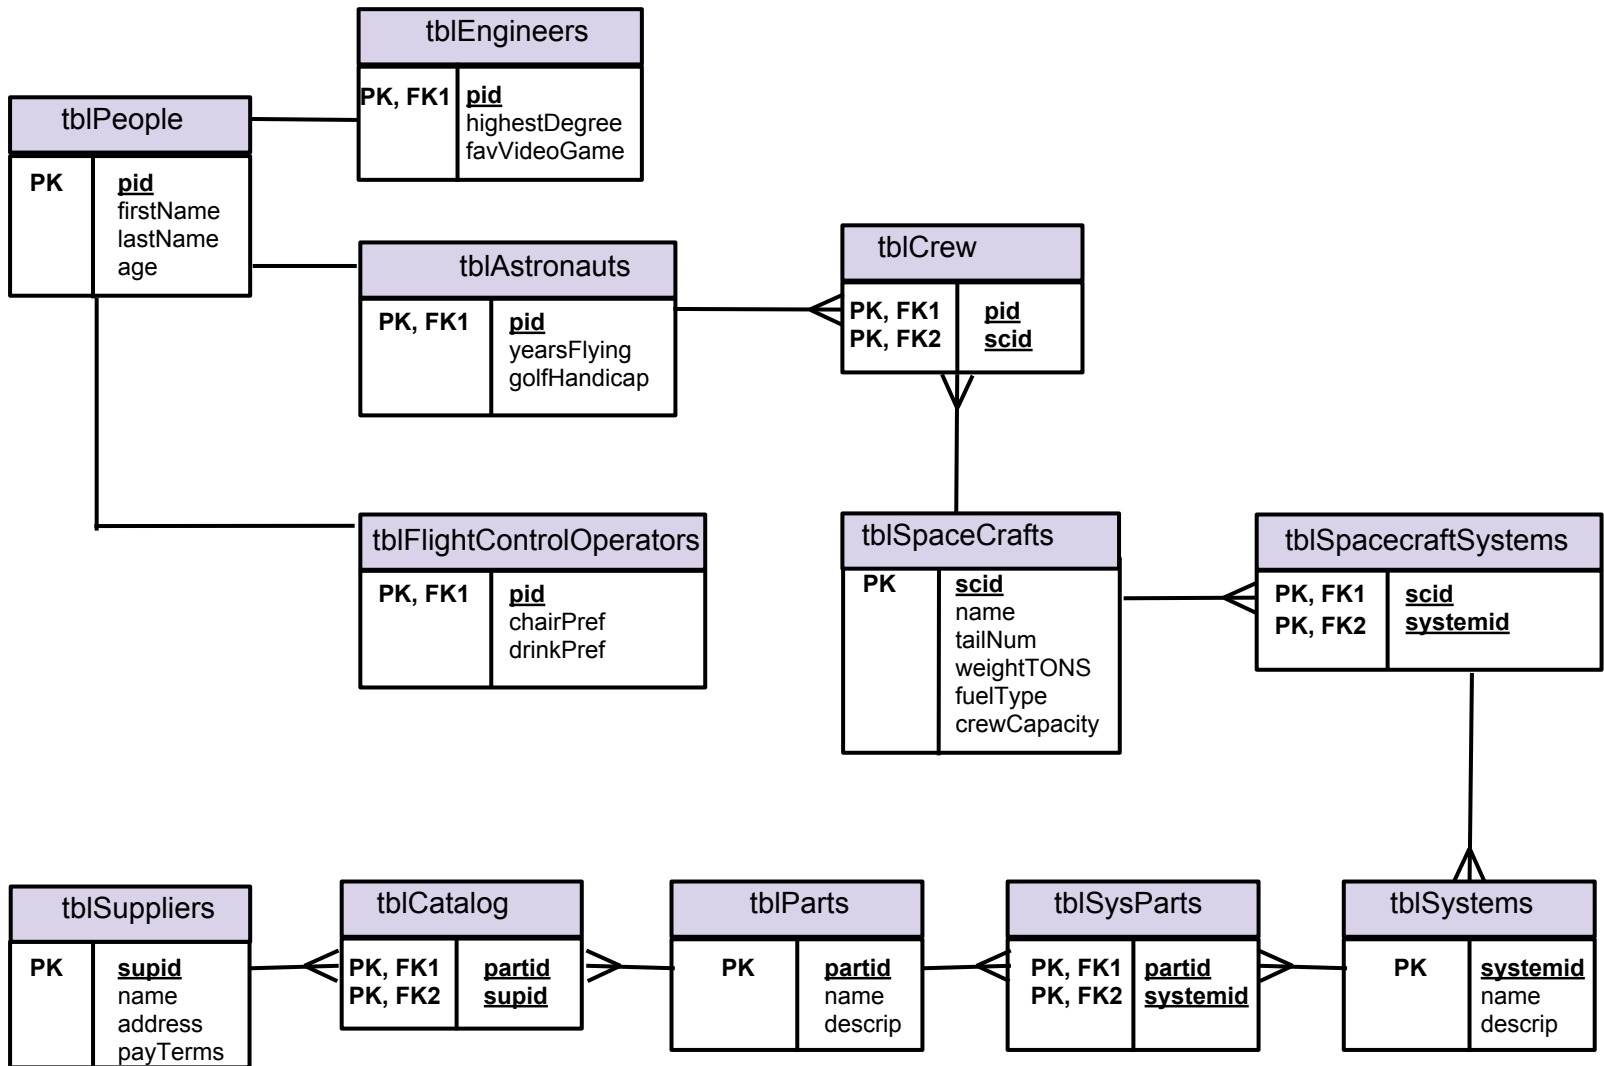 tblEngineers
PK, FK1 pid
highestDegree
favVideoGame
tblPeople
PK pid
firstName
lastName
age
tblAstronauts
PK, FK1 pid
yearsFlying
golfHandicap
tblCrew
PK, FK1 pid
PK, FK2 scid
tblFlightControlOperators
PK, FK1 pid
chairPref
drinkPref
tblSpaceCrafts
PK scid
name
tailNum
weightTONS
fuelType
crewCapacity
tblSpacecraftSystems
PK, FK1 scid
PK, FK2 systemid
tblSuppliers
PK supid
name
address
payTerms
tblCatalog
PK, FK1 partid
PK, FK2 supid
tblParts
PK partid
name
descrip
tblSysParts
PK, FK1 partid
PK, FK2 systemid
tblSystems
PK systemid
name
descrip